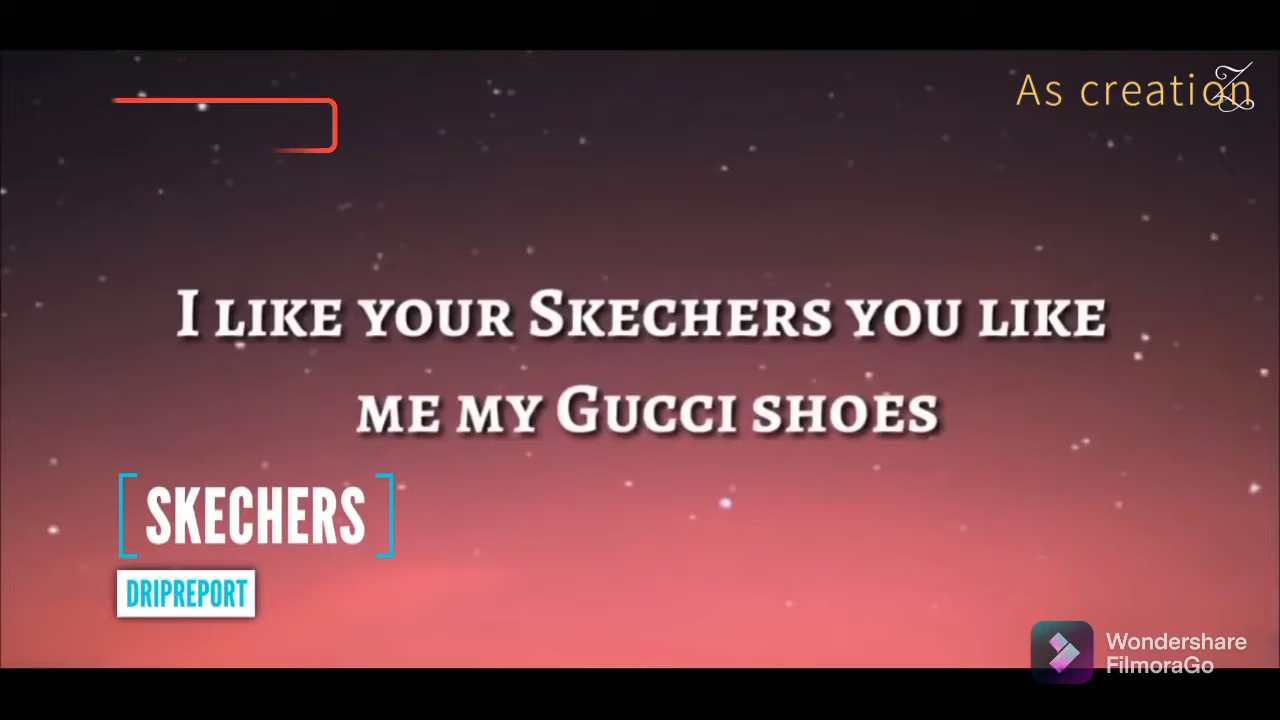 As creation
Z
I LIKE YOUR SKECHERS YOU LIKE
ME MY GUCCI SHOES
SKECHERS
DRIPREPORT
Wondershare
FilmoraGo